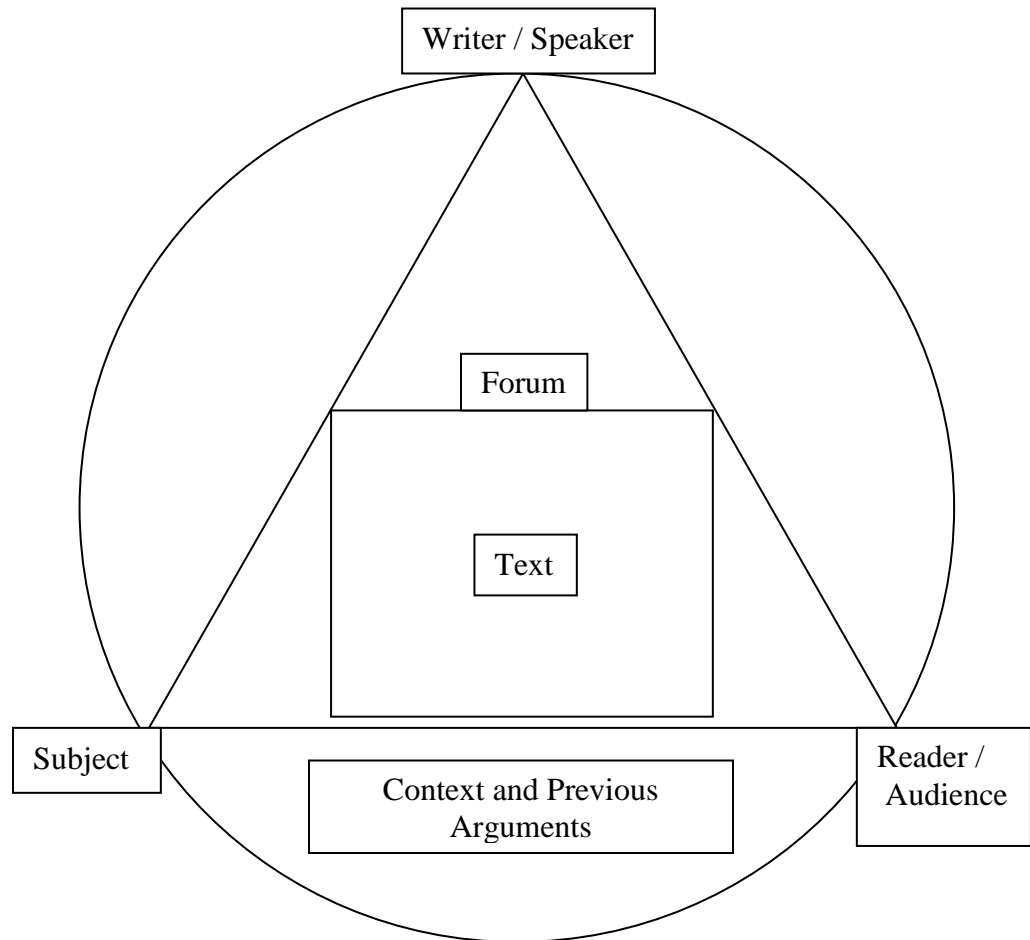 Writer / Speaker
Forum
Text
Subject
Reader /
Audience
Context and Previous
Arguments